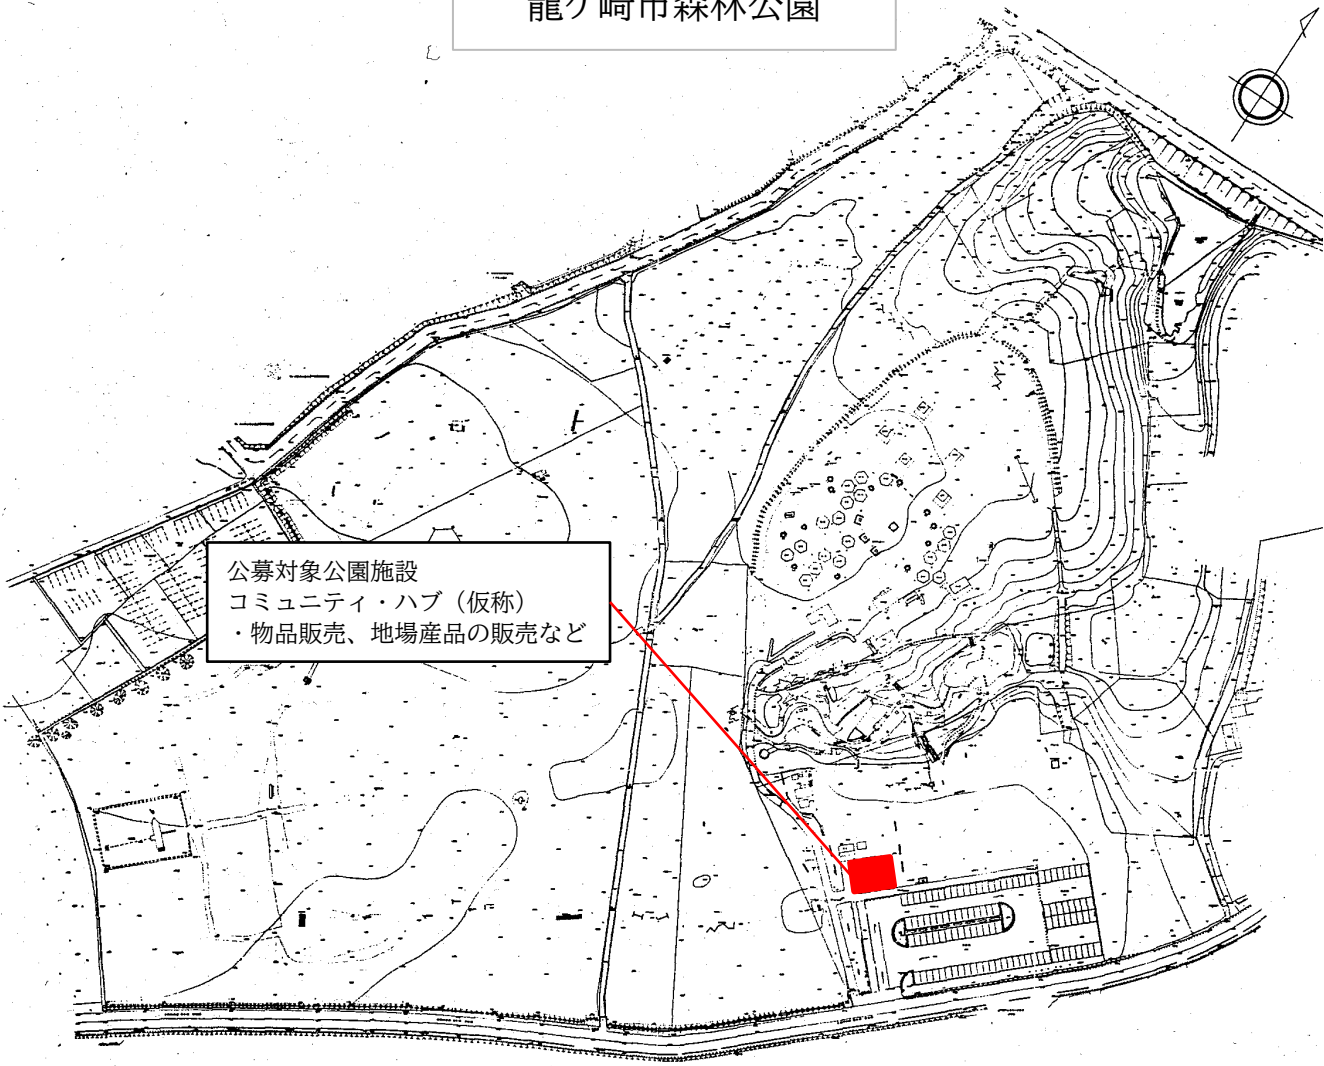 龍ケ崎市森林公園
公募対象公園施設
コミュニティ・ハブ（仮称）
・物品販売、地場産品の販売など